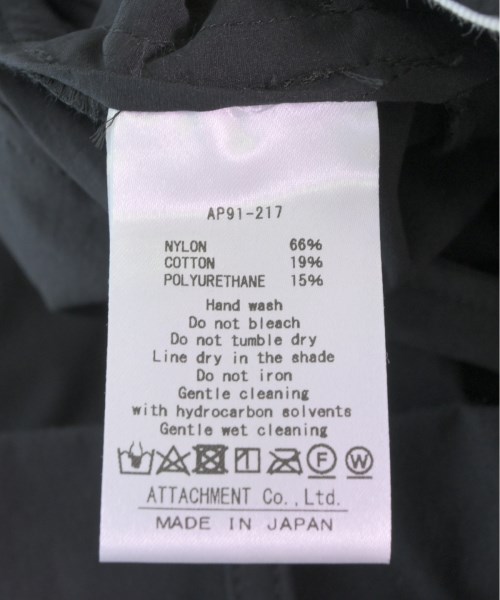 AP91-217
NYLON 66%
COTTON 19%
POLYURETHANE 15%
Hand wash
Do not bleach
Do not tumble dry
Line dry in the shade
Do not iron
Gentle cleaning
with hydrocarbon solvents
Gentle wet cleaning
F W
ATTACHMENT Co.,Ltd.
MADE IN JAPAN